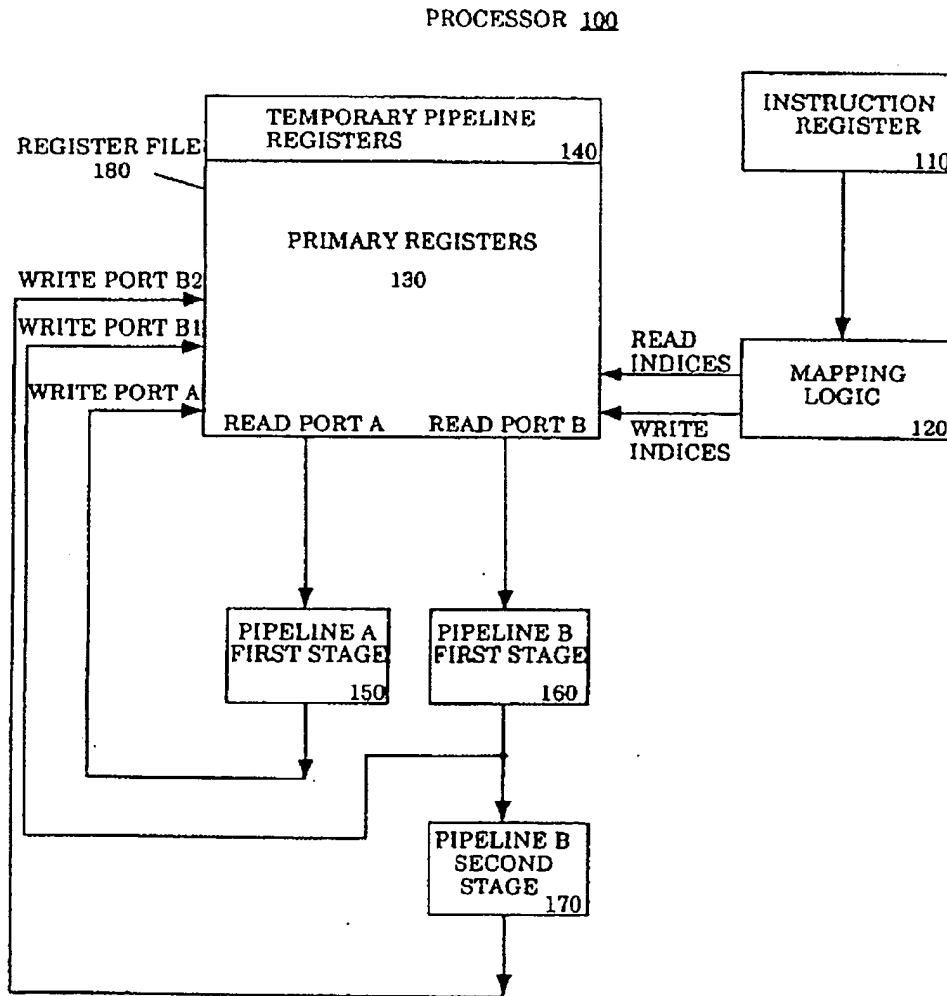 PROCESSOR 100
TEMPORARY PIPELINE
REGISTERS
140
INSTRUCTION
REGISTER
110
REGISTER FILE
180
PRIMARY REGISTERS
130
WRITE PORT B2
WRITE PORT B1
WRITE PORT A
READ
INDICES
MAPPING
LOGIC
120
READ PORT A READ PORT B
WRITE
INDICES
PIPELINE A
FIRST STAGE
150
PIPELINE B
FIRST STAGE
160
PIPELINE B
SECOND
STAGE
170